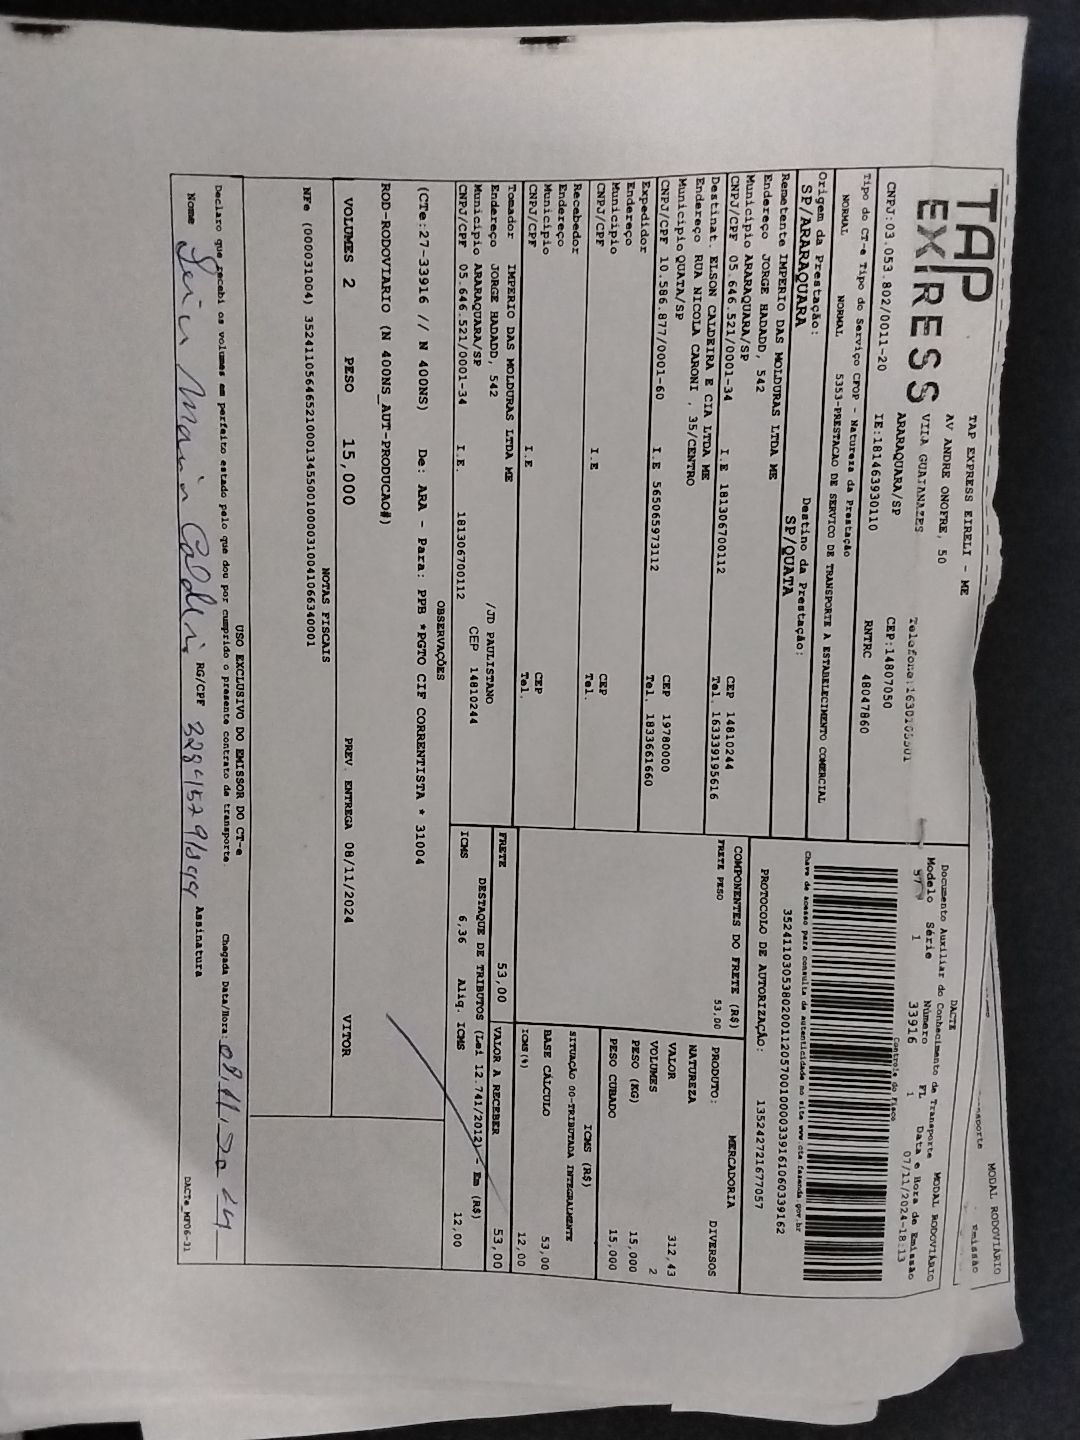 MODAL RODOVIÁRIO
TAP EXPRESS
TAP EXPRESS EIRELI - ME
AV ANDRE ONOFRE, 50
VILA GUAIANAZES
ARARAQUARA/SP
CEP:14807050
CNPJ:03.053.802/0011-20
IE:181463930110
RNTRC 48047860
DACTE
Documento Auxiliar do Conhecimento de Transporte MODAL RODOVIÁRIO
Modelo Série Número FL Data e Hora de Emissão
57 1 33916 1 07/11/2024-18:13
Controle do Fisco
Tipo do CT-e Tipo do Serviço CFOP - Natureza da Prestação
NORMAL NORMAL 5353-PRESTACAO DE SERVICO DE TRANSPORTE A ESTABELECIMENTO COMERCIAL
Chave de acesso para consulta de autenticidade no site www.cte.fazenda.gov.br
35241103053802001120570010000339161060339162
PROTOCOLO DE AUTORIZAÇÃO: 135242721677057
Origem da Prestação: Destino da Prestação:
SP/ARARAQUARA SP/QUATA
Remetente IMPERIO DAS MOLDURAS LTDA ME
Endereço JORGE HADADD, 542
Município ARARAQUARA/SP CEP 14810244
CNPJ/CPF 05.646.521/0001-34 I.E 181306700112 Tel. 163339195616
Destinat. ELSON CALDEIRA E CIA LTDA ME
Endereço RUA NICOLA CARONI , 35/CENTRO
Município QUATA/SP CEP 19780000
CNPJ/CPF 10.586.877/0001-60 I.E 565065973112 Tel. 1833661660
Expedidor
Endereço
Município CEP
CNPJ/CPF I.E Tel.
Recebedor
Endereço
Município CEP
CNPJ/CPF I.E Tel.
Tomador IMPERIO DAS MOLDURAS LTDA ME
Endereço JORGE HADADD, 542 /JD PAULISTANO
Município ARARAQUARA/SP CEP 14810244
CNPJ/CPF 05.646.521/0001-34 I.E. 181306700112
COMPONENTES DO FRETE (R$)
FRETE PESO 53,00
PRODUTO: MERCADORIA
NATUREZA DIVERSOS
VALOR 312,43
VOLUMES 2
PESO (KG) 15,000
PESO CUBADO 15,000
ICMS (R$)
SITUAÇÃO 00-TRIBUTADA INTEGRALMENTE
BASE CÁLCULO 53,00
ICMS(%) 12,00
FRETE 53,00 VALOR A RECEBER 53,00
DESTAQUE DE TRIBUTOS (Lei 12.741/2012) - Em (R$)
ICMS 6,36 Aliq. ICMS 12,00
OBSERVAÇÕES
(CTe:27-33916 // N 400NS) De: ARA - Para: PPB *PGTO CIF CORRENTISTA * 31004
ROD-RODOVIARIO (N 400NS_AUT-PRODUCAO#)
VOLUMES 2 PESO 15,000 PREV. ENTREGA 08/11/2024 VITOR
NOTAS FISCAIS
NFe (000031004) 35241105646521000134550010000310041066340001
USO EXCLUSIVO DO EMISSOR DO CT-e
Declaro que recebi os volumes em perfeito estado pelo que dou por cumprido o presente contrato de transporte. Chegada Data/Hora: 08.11.2024
Nome Maria RG/CPF Assinatura
DACTe_MF06-31